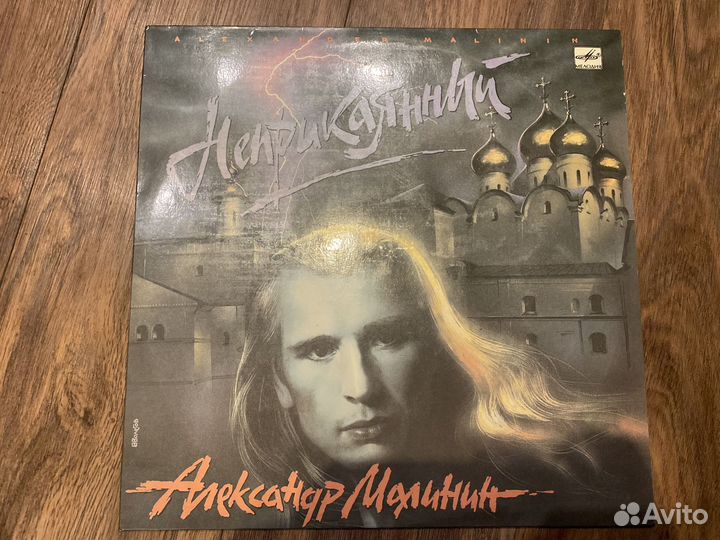 ALEXANDER MALININ
МЕЛОДИЯ
Неприкаянный
Александр Малинин
Avito